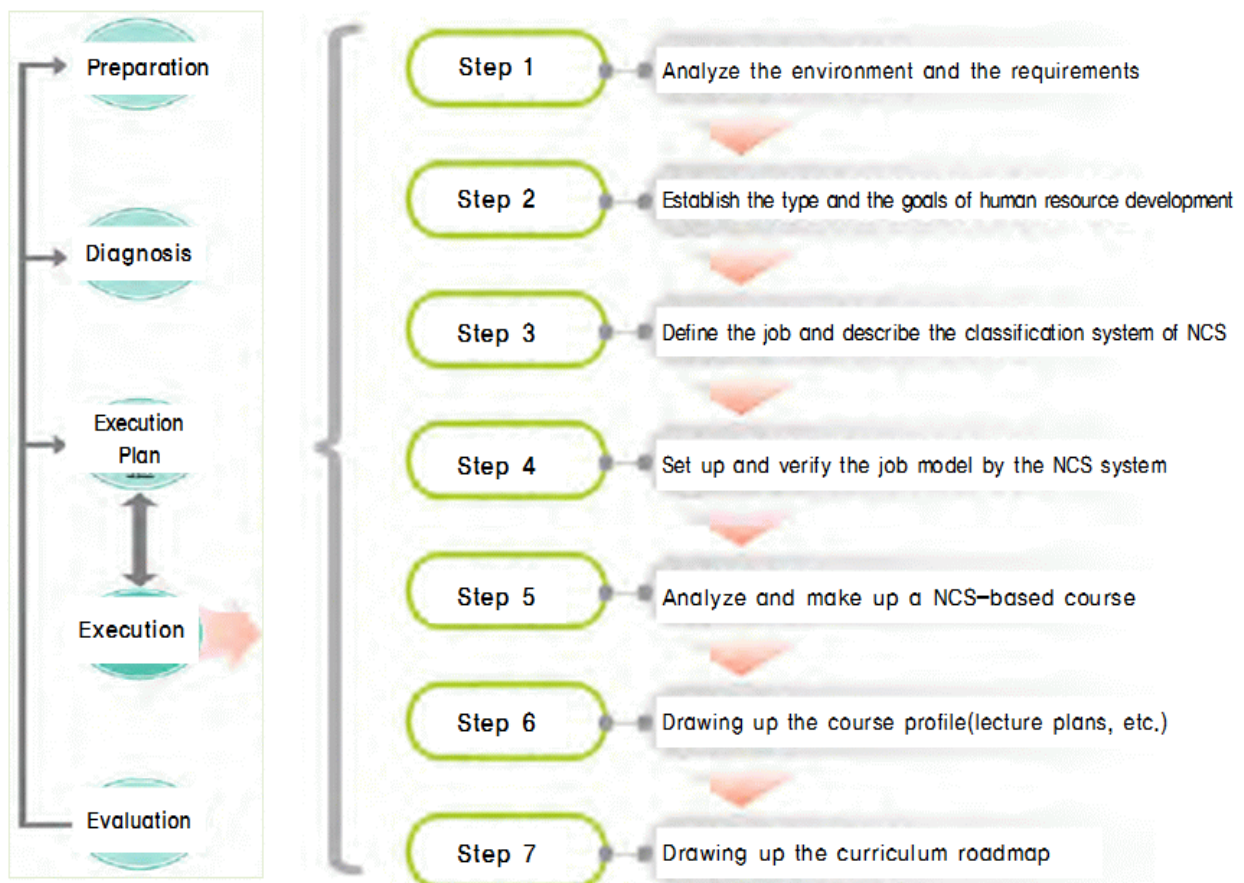 Preparation
Diagnosis
Execution
Plan
Execution
Evaluation
Step 1
Analyze the environment and the requirements
Step 2
Establish the type and the goals of human resource development
Step 3
Define the job and describe the classification system of NCS
Step 4
Set up and verify the job model by the NCS system
Step 5
Analyze and make up a NCS-based course
Step 6
Drawing up the course profile(lecture plans, etc.)
Step 7
Drawing up the curriculum roadmap